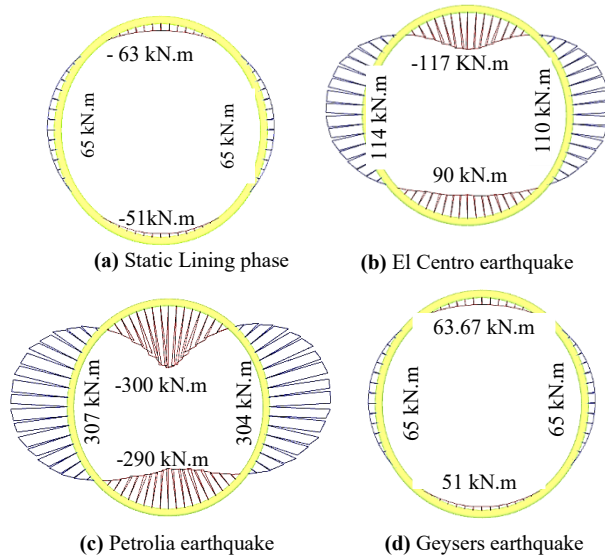 - 63 kN.m
65 kN.m
65 kN.m
-51kN.m
(a) Static Lining phase
-117 KN.m
114 kN.m
110 kN.m
90 kN.m
(b) El Centro earthquake
-300 kN.m
307 kN.m
304 kN.m
-290 kN.m
(c) Petrolia earthquake
63.67 kN.m
65 kN.m
65 kN.m
51 kN.m
(d) Geysers earthquake